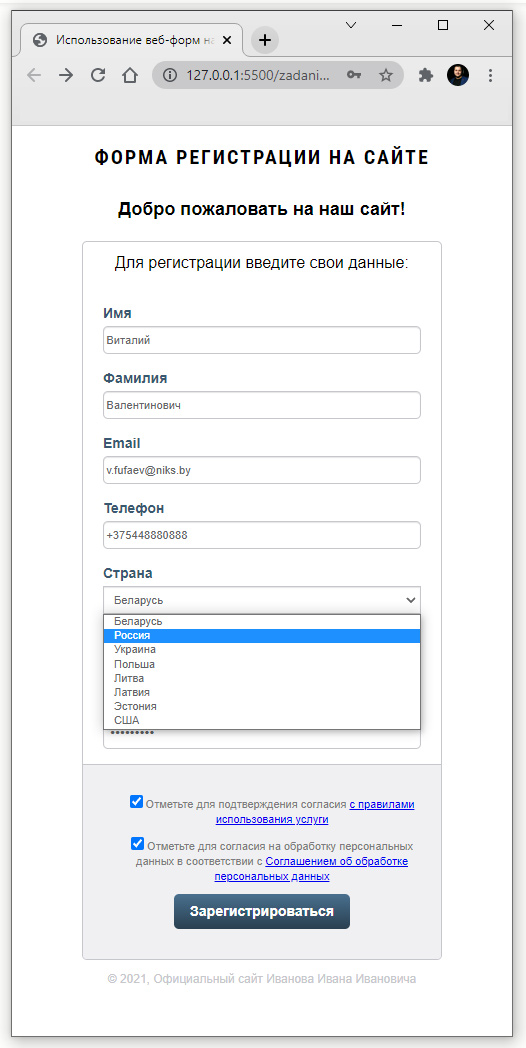 Использование веб-форм на
127.0.0.1:5500/zadani...
ФОРМА РЕГИСТРАЦИИ НА САЙТЕ
Добро пожаловать на наш сайт!
Для регистрации введите свои данные:
Имя
Виталий
Фамилия
Валентинович
Email
v.fufaev@niks.by
Телефон
+375448880888
Страна
Беларусь
Беларусь
Россия
Украина
Польша
Литва
Латвия
Эстония
США
Отметьте для подтверждения согласия с правилами
использования услуги
Отметьте для согласия на обработку персональных
данных в соответствии с Соглашением об обработке
персональных данных
Зарегистрироваться
© 2021, Официальный сайт Иванова Ивана Ивановича